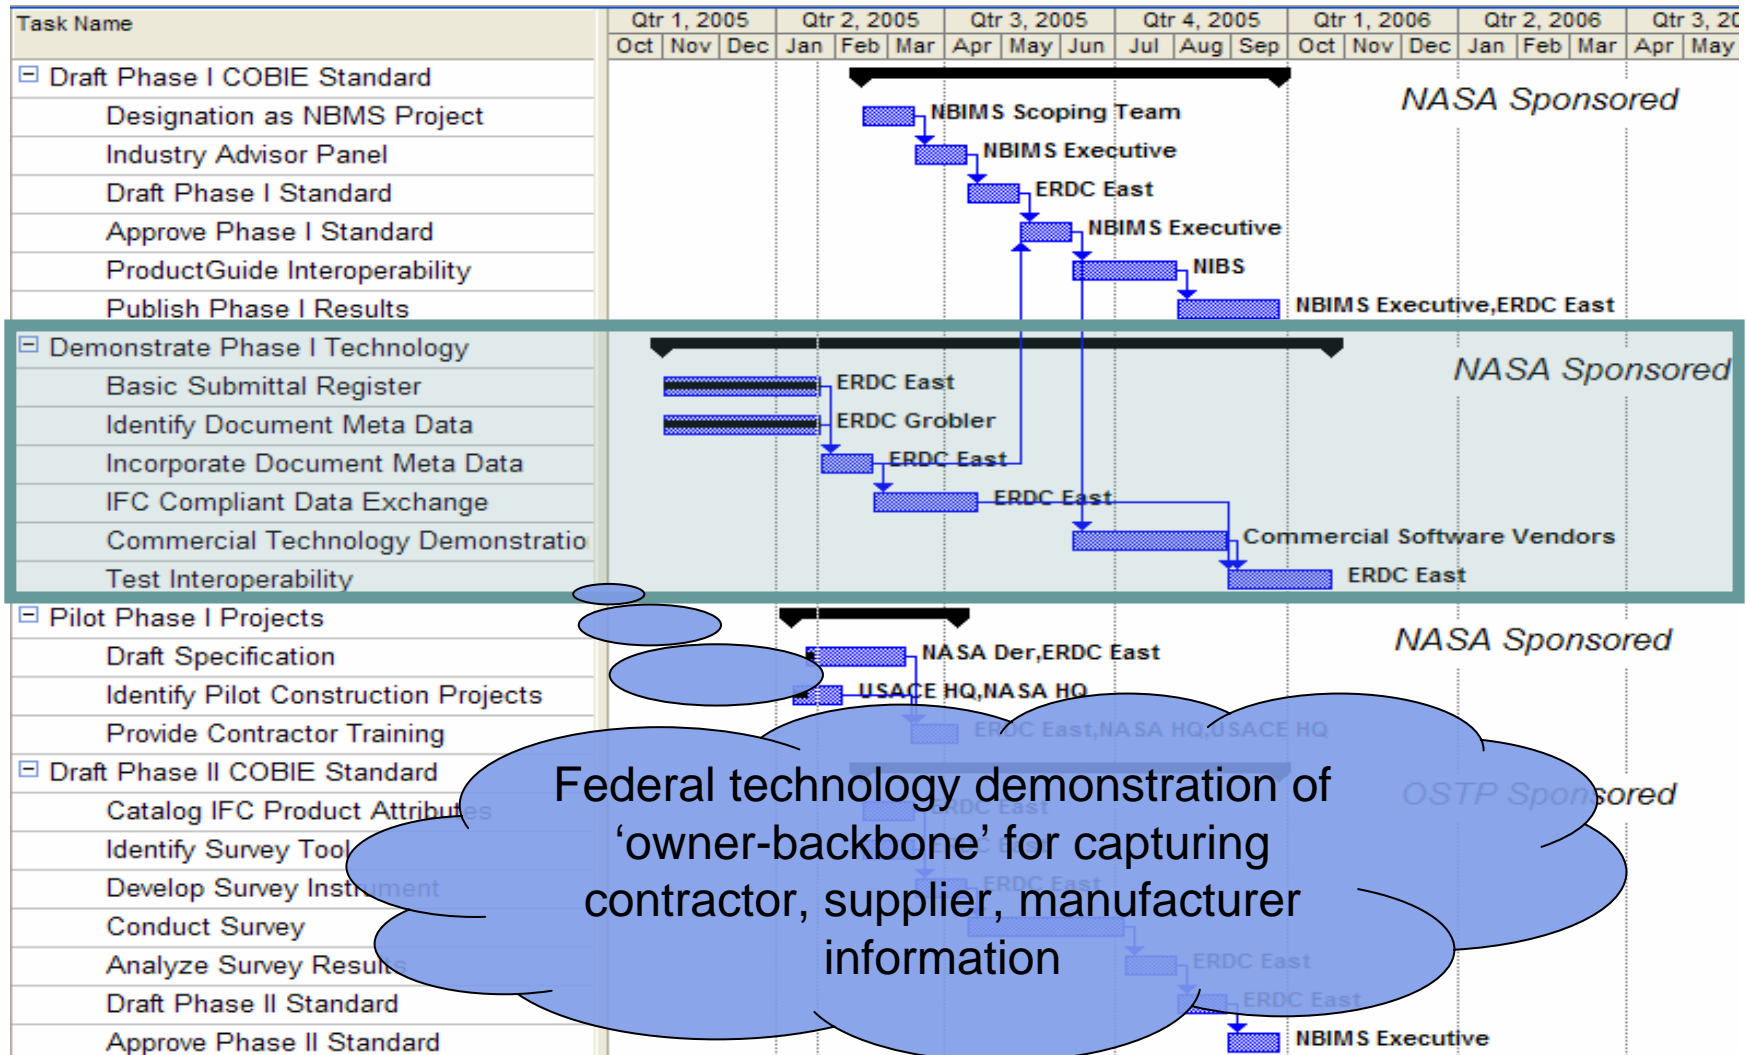 Task Name
Qtr 1, 2005 Qtr 2, 2005 Qtr 3, 2005 Qtr 4, 2005 Qtr 1, 2006 Qtr 2, 2006 Qtr 3, 20
Oct Nov Dec Jan Feb Mar Apr May Jun Jul Aug Sep Oct Nov Dec Jan Feb Mar Apr May
Draft Phase I COBIE Standard
NASA Sponsored
Designation as NBMS Project NBIMS Scoping Team
Industry Advisor Panel NBIMS Executive
Draft Phase I Standard ERDC East
Approve Phase I Standard NBIMS Executive
ProductGuide Interoperability NIBS
Publish Phase I Results NBIMS Executive,ERDC East
Demonstrate Phase I Technology
NASA Sponsored
Basic Submittal Register ERDC East
Identify Document Meta Data ERDC Grobler
Incorporate Document Meta Data ERDC East
IFC Compliant Data Exchange ERDC East
Commercial Technology Demonstratio Commercial Software Vendors
Test Interoperability ERDC East
Pilot Phase I Projects
NASA Sponsored
Draft Specification NASA Der,ERDC East
Identify Pilot Construction Projects USACE HQ,NASA HQ
Provide Contractor Training ERDC East,NASA HQ,USACE HQ
Draft Phase II COBIE Standard
OSTP Sponsored
Catalog IFC Product Attributes ERDC East
Identify Survey Tool
Develop Survey Instrument ERDC East
Conduct Survey
Analyze Survey Results ERDC East
Draft Phase II Standard ERDC East
Approve Phase II Standard NBIMS Executive
Federal technology demonstration of
‘owner-backbone’ for capturing
contractor, supplier, manufacturer
information